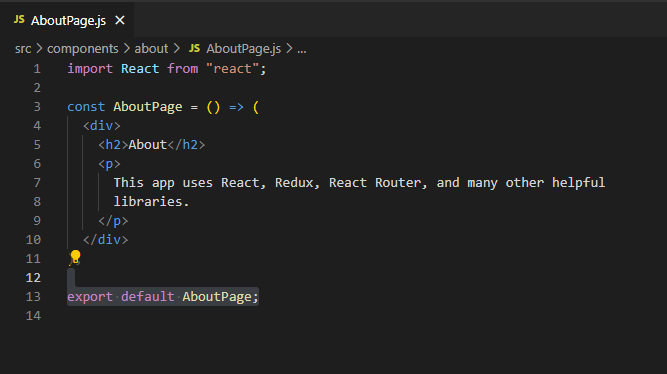 JS AboutPage.js ×
src > components > about > JS AboutPage.js > ...
1 import React from "react";
2
3 const AboutPage = () => (
4 <div>
5 <h2>About</h2>
6 <p>
7 This app uses React, Redux, React Router, and many other helpful
8 libraries.
9 </p>
10 </div>
11 )
12
13 export default AboutPage;
14